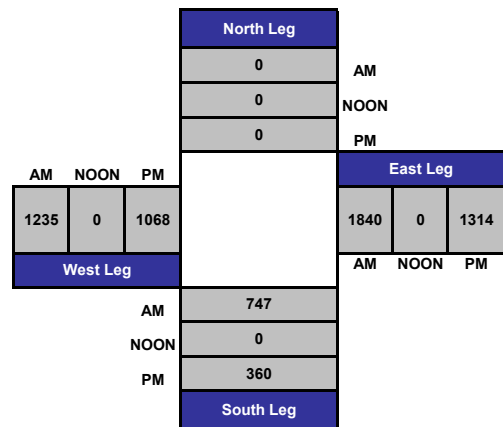 North Leg
0
AM
0
NOON
0
PM
East Leg
AM NOON PM
1235 0 1068
1840 0 1314
West Leg
AM NOON PM
AM
747
NOON
0
PM
360
South Leg